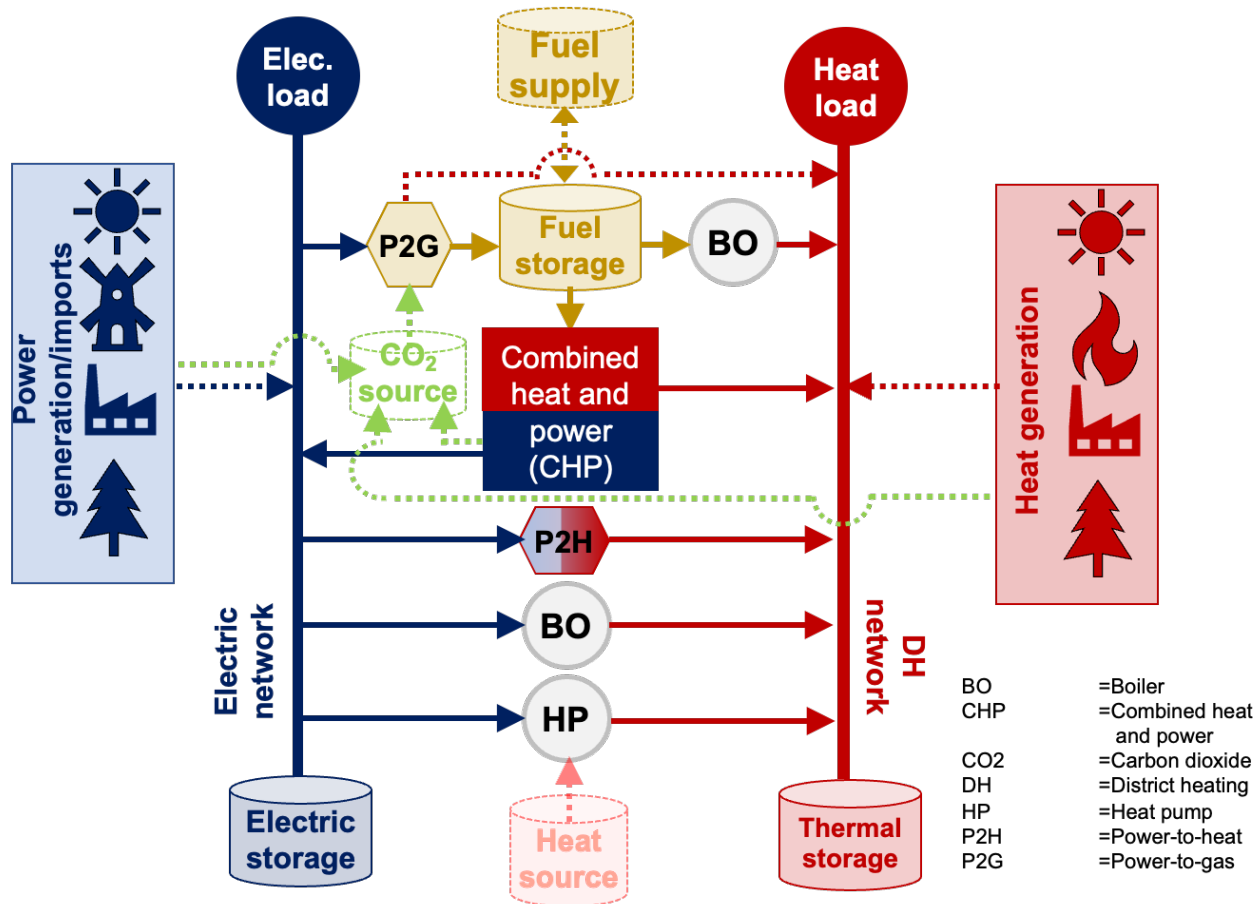 Elec.
load
Fuel
supply
Heat
load
Power
generation/imports
P2G
Fuel
storage
BO
CO2
source
Combined
heat and
power
(CHP)
Heat generation
P2H
BO
HP
Electric
network
DH
network
Electric
storage
Heat
source
Thermal
storage
BO =Boiler
CHP =Combined heat
and power
CO2 =Carbon dioxide
DH =District heating
HP =Heat pump
P2H =Power-to-heat
P2G =Power-to-gas